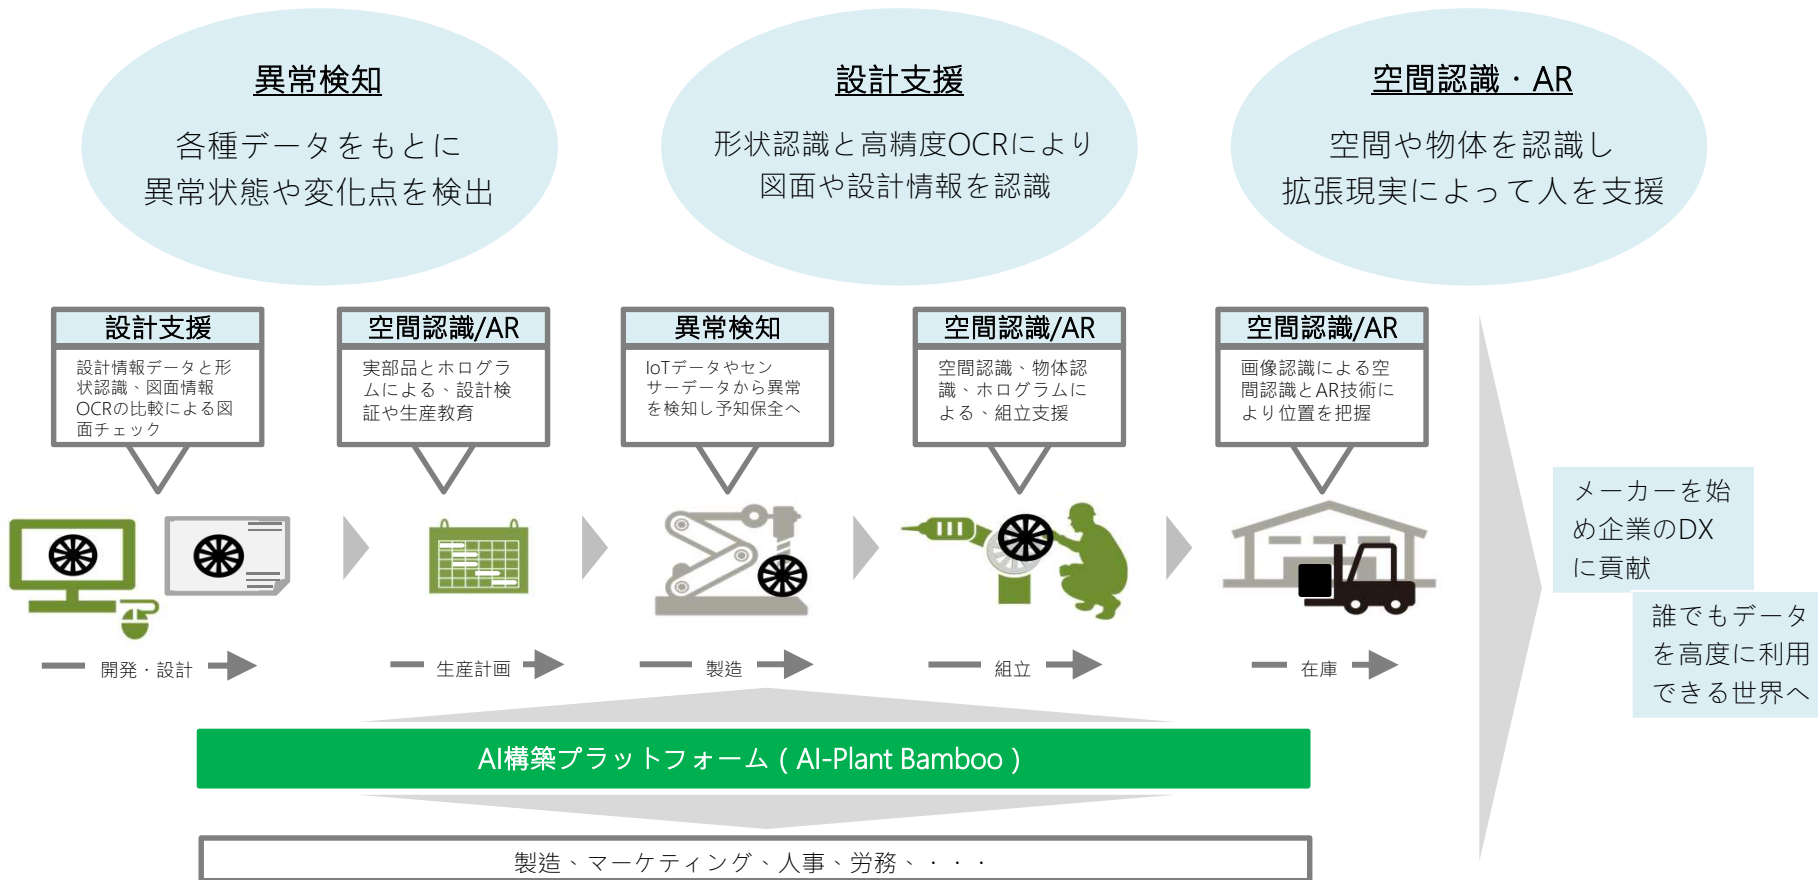 異常検知
各種データをもとに
異常状態や変化点を検出
設計支援
形状認識と高精度OCRにより
図面や設計情報を認識
空間認識・AR
空間や物体を認識し
拡張現実によって人を支援
設計支援
設計情報データと形
状認識、図面情報
OCRの比較による図
面チェック
空間認識/AR
実部品とホログラ
ムによる、設計検
証や生産教育
異常検知
IoTデータやセン
サーデータから異常
を検知し予知保全へ
空間認識/AR
空間認識、物体認
識、ホログラムに
よる、組立支援
空間認識/AR
画像認識による空
間認識とAR技術に
より位置を把握
開発・設計
生産計画
製造
組立
在庫
メーカーを始
め企業のDX
に貢献
誰でもデータ
を高度に利用
できる世界へ
AI構築プラットフォーム ( AI-Plant Bamboo )
製造、マーケティング、人事、労務、・・・